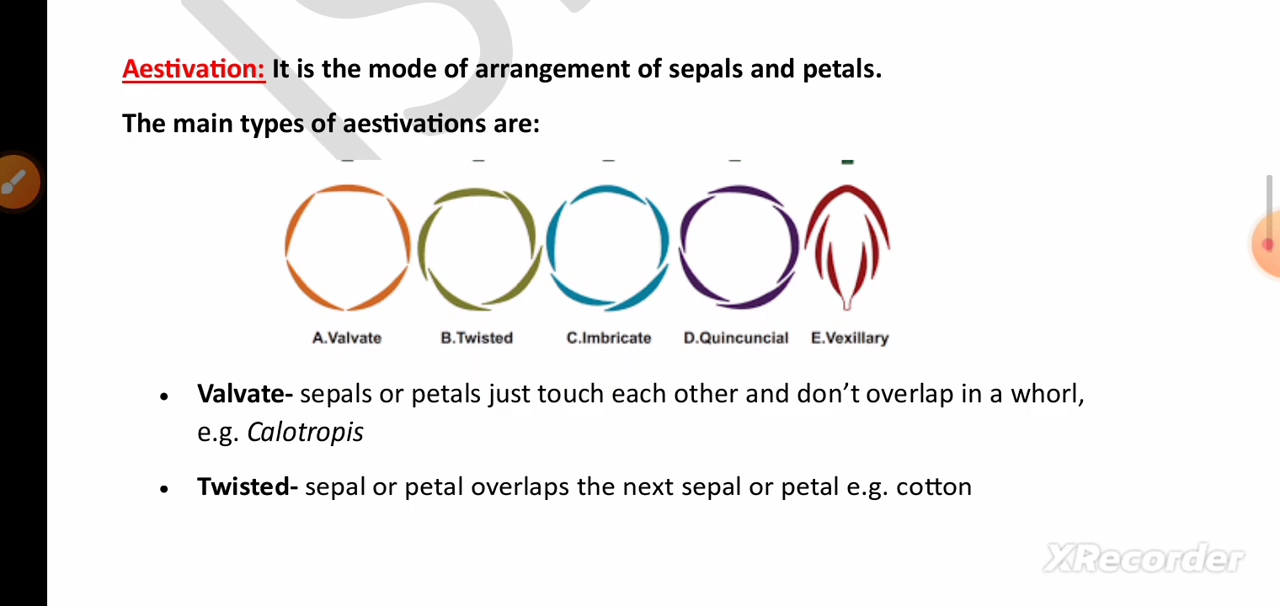 Aestivation: It is the mode of arrangement of sepals and petals.
The main types of aestivations are:
A.Valvate B.Twisted C.Imbricate D.Quincuncial E.Vexillary
• Valvate- sepals or petals just touch each other and don’t overlap in a whorl,
e.g. Calotropis
• Twisted- sepal or petal overlaps the next sepal or petal e.g. cotton
XRecorder